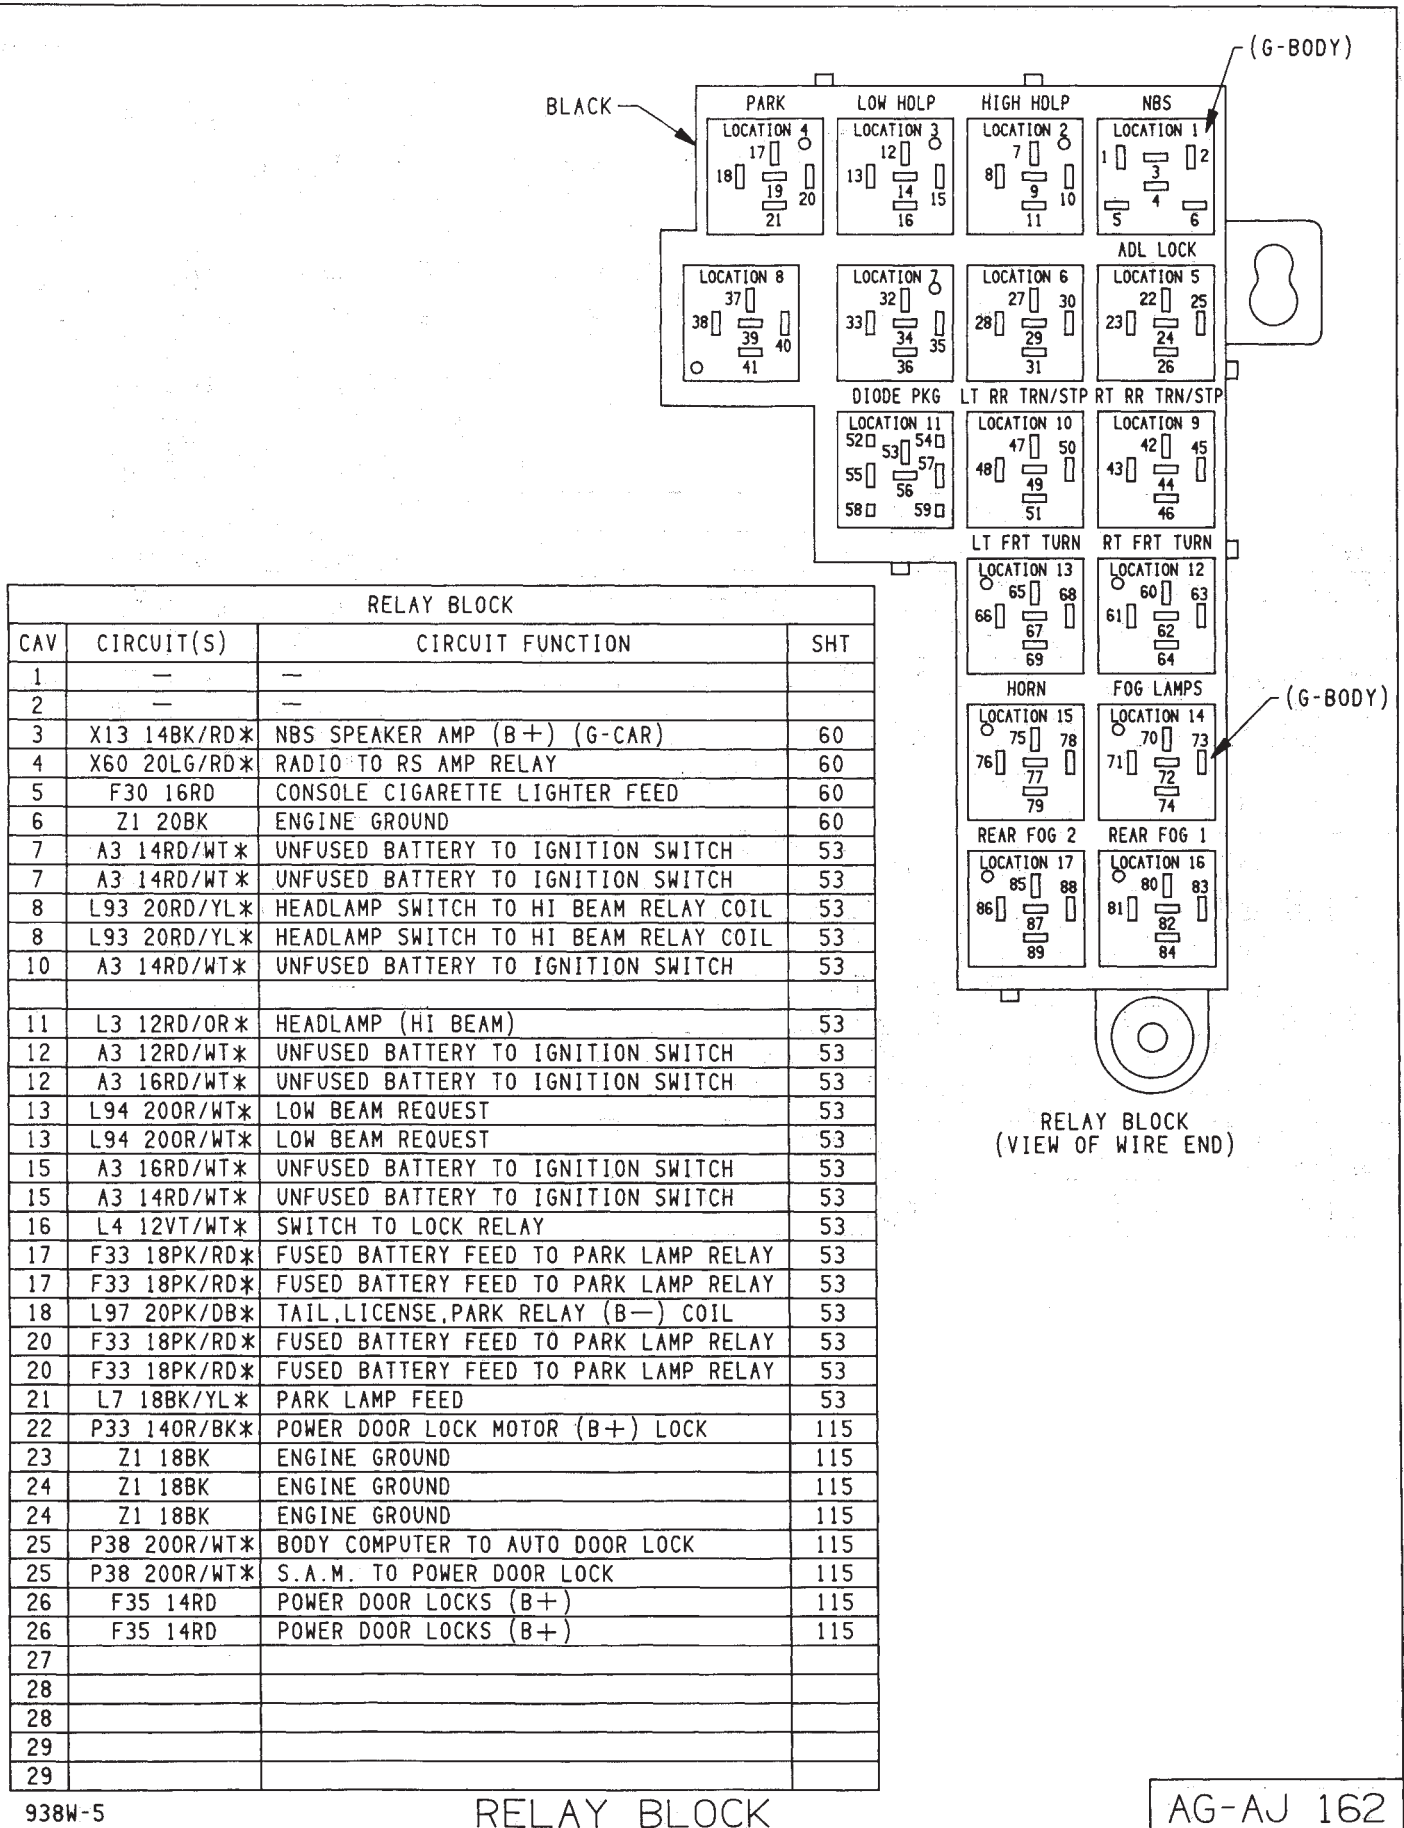 (G-BODY)
BLACK
PARK LOW HDLP HIGH HDLP NBS
LOCATION 4 LOCATION 3 LOCATION 2 LOCATION 1
17 12 7 1 2
18 13 8 3
19 20 14 15 9 10 4
21 16 11 5 6
ADL LOCK
LOCATION 8 LOCATION 7 LOCATION 6 LOCATION 5
37 32 27 30 22 25
38 33 28 23
39 40 34 35 29 24
41 36 31 26
DIODE PKG LT RR TRN/STP RT RR TRN/STP
LOCATION 11 LOCATION 10 LOCATION 9
52 53 54 47 50 42 45
55 57 48 43
56 49 44
58 59 51 46
LT FRT TURN RT FRT TURN
LOCATION 13 LOCATION 12
65 68 60 63
66 61
67 62
69 64
HORN FOG LAMPS
(G-BODY)
LOCATION 15 LOCATION 14
75 78 70 73
76 71
77 72
79 74
REAR FOG 2 REAR FOG 1
LOCATION 17 LOCATION 16
85 88 80 83
86 81
87 82
89 84
RELAY BLOCK
(VIEW OF WIRE END)
RELAY BLOCK
CAV CIRCUIT(S) CIRCUIT FUNCTION SHT
1 — —
2 — —
3 X13 14BK/RD* NBS SPEAKER AMP (B+) (G-CAR) 60
4 X60 20LG/RD* RADIO TO RS AMP RELAY 60
5 F30 16RD CONSOLE CIGARETTE LIGHTER FEED 60
6 Z1 20BK ENGINE GROUND 60
7 A3 14RD/WT* UNFUSED BATTERY TO IGNITION SWITCH 53
7 A3 14RD/WT* UNFUSED BATTERY TO IGNITION SWITCH 53
8 L93 20RD/YL* HEADLAMP SWITCH TO HI BEAM RELAY COIL 53
8 L93 20RD/YL* HEADLAMP SWITCH TO HI BEAM RELAY COIL 53
10 A3 14RD/WT* UNFUSED BATTERY TO IGNITION SWITCH 53
11 L3 12RD/OR* HEADLAMP (HI BEAM) 53
12 A3 12RD/WT* UNFUSED BATTERY TO IGNITION SWITCH 53
12 A3 16RD/WT* UNFUSED BATTERY TO IGNITION SWITCH 53
13 L94 20OR/WT* LOW BEAM REQUEST 53
13 L94 20OR/WT* LOW BEAM REQUEST 53
15 A3 16RD/WT* UNFUSED BATTERY TO IGNITION SWITCH 53
15 A3 14RD/WT* UNFUSED BATTERY TO IGNITION SWITCH 53
16 L4 12VT/WT* SWITCH TO LOCK RELAY 53
17 F33 18PK/RD* FUSED BATTERY FEED TO PARK LAMP RELAY 53
17 F33 18PK/RD* FUSED BATTERY FEED TO PARK LAMP RELAY 53
18 L97 20PK/DB* TAIL,LICENSE,PARK RELAY (B—) COIL 53
20 F33 18PK/RD* FUSED BATTERY FEED TO PARK LAMP RELAY 53
20 F33 18PK/RD* FUSED BATTERY FEED TO PARK LAMP RELAY 53
21 L7 18BK/YL* PARK LAMP FEED 53
22 P33 14OR/BK* POWER DOOR LOCK MOTOR (B+) LOCK 115
23 Z1 18BK ENGINE GROUND 115
24 Z1 18BK ENGINE GROUND 115
24 Z1 18BK ENGINE GROUND 115
25 P38 20OR/WT* BODY COMPUTER TO AUTO DOOR LOCK 115
25 P38 20OR/WT* S.A.M. TO POWER DOOR LOCK 115
26 F35 14RD POWER DOOR LOCKS (B+) 115
26 F35 14RD POWER DOOR LOCKS (B+) 115
27
28
28
29
29
938W-5 RELAY BLOCK AG-AJ 162